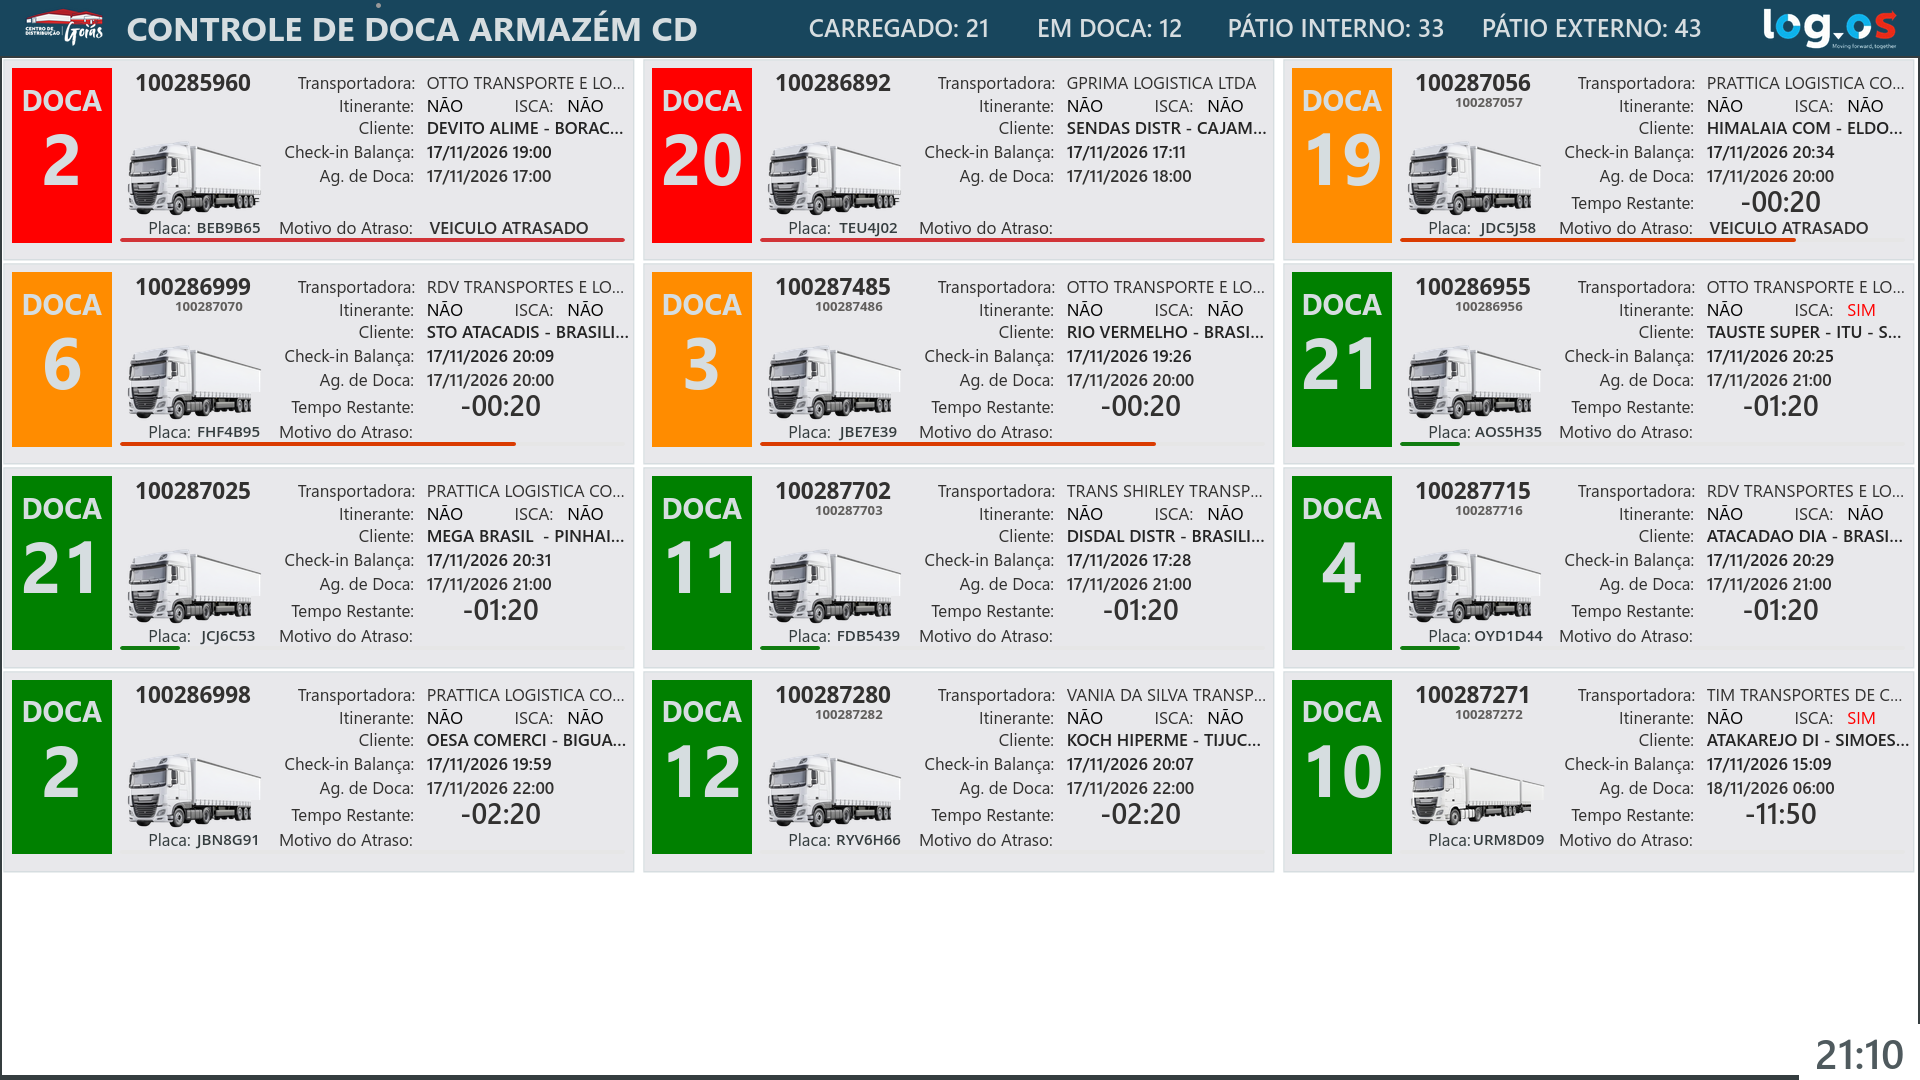 CENTRO DE DISTRIBUIÇÃO Goiás
CONTROLE DE DOCA ARMAZÉM CD
CARREGADO: 21
EM DOCA: 12
PÁTIO INTERNO: 33
PÁTIO EXTERNO: 43
log.os
Moving forward, together
DOCA
2
100285960
Transportadora: OTTO TRANSPORTE E LO...
Itinerante: NÃO ISCA: NÃO
Cliente: DEVITO ALIME - BORAC...
Check-in Balança: 17/11/2026 19:00
Ag. de Doca: 17/11/2026 17:00
Placa: BEB9B65 Motivo do Atraso: VEICULO ATRASADO
DOCA
20
100286892
Transportadora: GPRIMA LOGISTICA LTDA
Itinerante: NÃO ISCA: NÃO
Cliente: SENDAS DISTR - CAJAM...
Check-in Balança: 17/11/2026 17:11
Ag. de Doca: 17/11/2026 18:00
Placa: TEU4J02 Motivo do Atraso:
DOCA
19
100287056
100287057
Transportadora: PRATTICA LOGISTICA CO...
Itinerante: NÃO ISCA: NÃO
Cliente: HIMALAIA COM - ELDO...
Check-in Balança: 17/11/2026 20:34
Ag. de Doca: 17/11/2026 20:00
Tempo Restante: -00:20
Placa: JDC5J58 Motivo do Atraso: VEICULO ATRASADO
DOCA
6
100286999
100287070
Transportadora: RDV TRANSPORTES E LO...
Itinerante: NÃO ISCA: NÃO
Cliente: STO ATACADIS - BRASILI...
Check-in Balança: 17/11/2026 20:09
Ag. de Doca: 17/11/2026 20:00
Tempo Restante: -00:20
Placa: FHF4B95 Motivo do Atraso:
DOCA
3
100287485
100287486
Transportadora: OTTO TRANSPORTE E LO...
Itinerante: NÃO ISCA: NÃO
Cliente: RIO VERMELHO - BRASI...
Check-in Balança: 17/11/2026 19:26
Ag. de Doca: 17/11/2026 20:00
Tempo Restante: -00:20
Placa: JBE7E39 Motivo do Atraso:
DOCA
21
100286955
100286956
Transportadora: OTTO TRANSPORTE E LO...
Itinerante: NÃO ISCA: SIM
Cliente: TAUSTE SUPER - ITU - S...
Check-in Balança: 17/11/2026 20:25
Ag. de Doca: 17/11/2026 21:00
Tempo Restante: -01:20
Placa: AOS5H35 Motivo do Atraso:
DOCA
21
100287025
Transportadora: PRATTICA LOGISTICA CO...
Itinerante: NÃO ISCA: NÃO
Cliente: MEGA BRASIL - PINHAI...
Check-in Balança: 17/11/2026 20:31
Ag. de Doca: 17/11/2026 21:00
Tempo Restante: -01:20
Placa: JCJ6C53 Motivo do Atraso:
DOCA
11
100287702
100287703
Transportadora: TRANS SHIRLEY TRANSP...
Itinerante: NÃO ISCA: NÃO
Cliente: DISDAL DISTR - BRASILI...
Check-in Balança: 17/11/2026 17:28
Ag. de Doca: 17/11/2026 21:00
Tempo Restante: -01:20
Placa: FDB5439 Motivo do Atraso:
DOCA
4
100287715
100287716
Transportadora: RDV TRANSPORTES E LO...
Itinerante: NÃO ISCA: NÃO
Cliente: ATACADAO DIA - BRASI...
Check-in Balança: 17/11/2026 20:29
Ag. de Doca: 17/11/2026 21:00
Tempo Restante: -01:20
Placa: OYD1D44 Motivo do Atraso:
DOCA
2
100286998
Transportadora: PRATTICA LOGISTICA CO...
Itinerante: NÃO ISCA: NÃO
Cliente: OESA COMERCI - BIGUA...
Check-in Balança: 17/11/2026 19:59
Ag. de Doca: 17/11/2026 22:00
Tempo Restante: -02:20
Placa: JBN8G91 Motivo do Atraso:
DOCA
12
100287280
100287282
Transportadora: VANIA DA SILVA TRANSP...
Itinerante: NÃO ISCA: NÃO
Cliente: KOCH HIPERME - TIJUC...
Check-in Balança: 17/11/2026 20:07
Ag. de Doca: 17/11/2026 22:00
Tempo Restante: -02:20
Placa: RYV6H66 Motivo do Atraso:
DOCA
10
100287271
100287272
Transportadora: TIM TRANSPORTES DE C...
Itinerante: NÃO ISCA: SIM
Cliente: ATAKAREJO DI - SIMOES...
Check-in Balança: 17/11/2026 15:09
Ag. de Doca: 18/11/2026 06:00
Tempo Restante: -11:50
Placa: URM8D09 Motivo do Atraso:
21:10